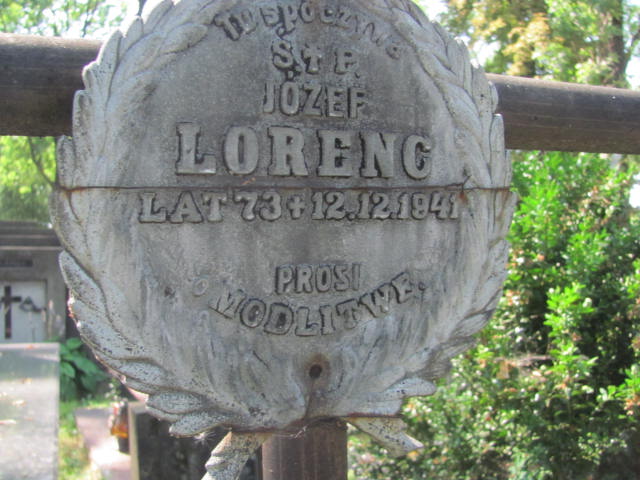 Tu spoczywa
Ś † P.
JÓZEF
LORENC
LAT 73 + 12.12.1941
PROSI
O MODLITWĘ.